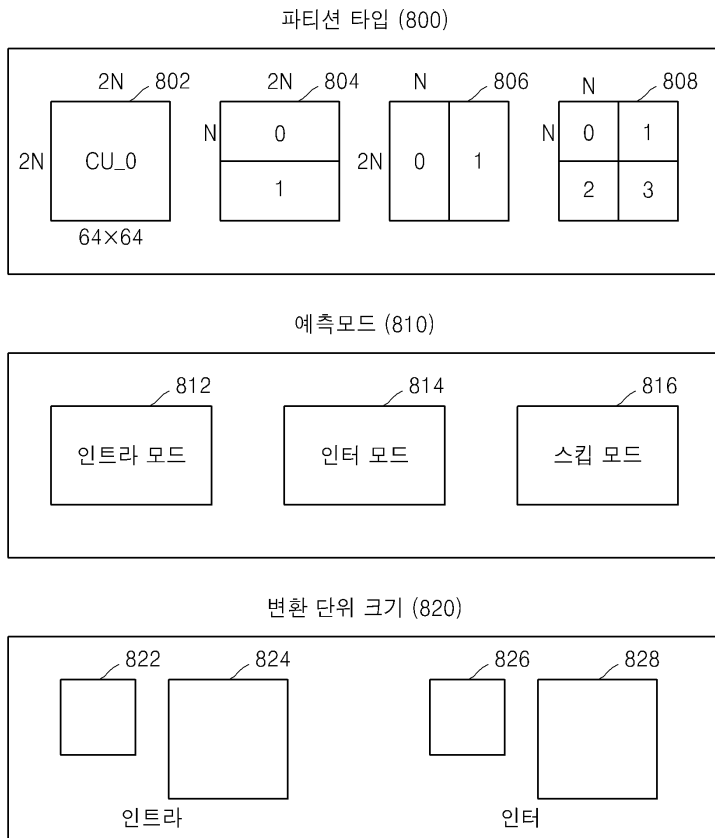 파티션 타입 (800)
2N 802 2N 804 N 806 N 808
2N CU_0 N 0 2N 0 1 N 0 1
1 2 3
64×64
예측모드 (810)
812 814 816
인트라 모드 인터 모드 스킵 모드
변환 단위 크기 (820)
822 824 826 828
인트라 인터